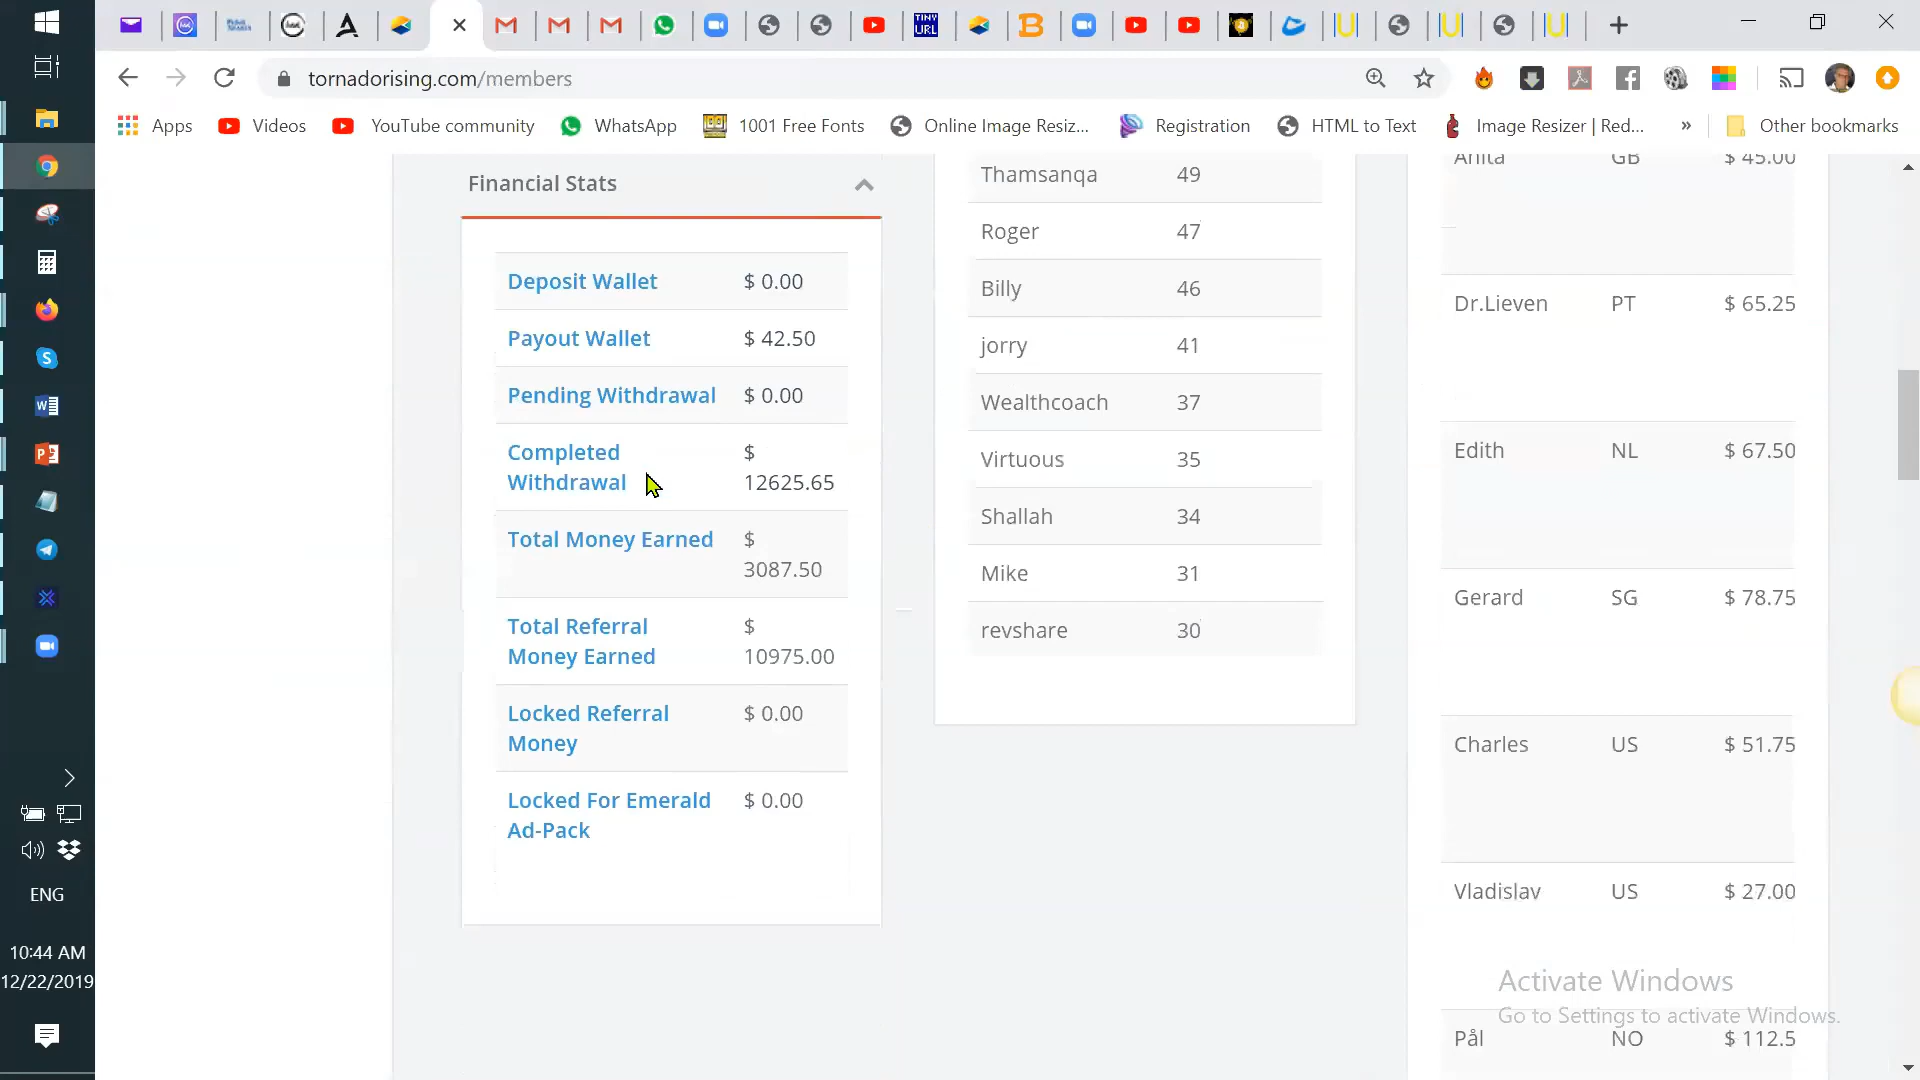 TINY
URL
tornadorising.com/members
Apps
Videos
YouTube community
WhatsApp
1001 Free Fonts
Online Image Resiz...
Registration
HTML to Text
Image Resizer | Red...
»
Other bookmarks
Financial Stats
Deposit Wallet $ 0.00
Payout Wallet $ 42.50
Pending Withdrawal $ 0.00
Completed $
Withdrawal 12625.65
Total Money Earned $
3087.50
Total Referral $
Money Earned 10975.00
Locked Referral $ 0.00
Money
Locked For Emerald $ 0.00
Ad-Pack
Thamsanqa 49
Roger 47
Billy 46
jorry 41
Wealthcoach 37
Virtuous 35
Shallah 34
Mike 31
revshare 30
Anita GB $ 45.00
Dr.Lieven PT $ 65.25
Edith NL $ 67.50
Gerard SG $ 78.75
Charles US $ 51.75
Vladislav US $ 27.00
Pål NO $ 112.5
Activate Windows
Go to Settings to activate Windows.
ENG
10:44 AM
12/22/2019